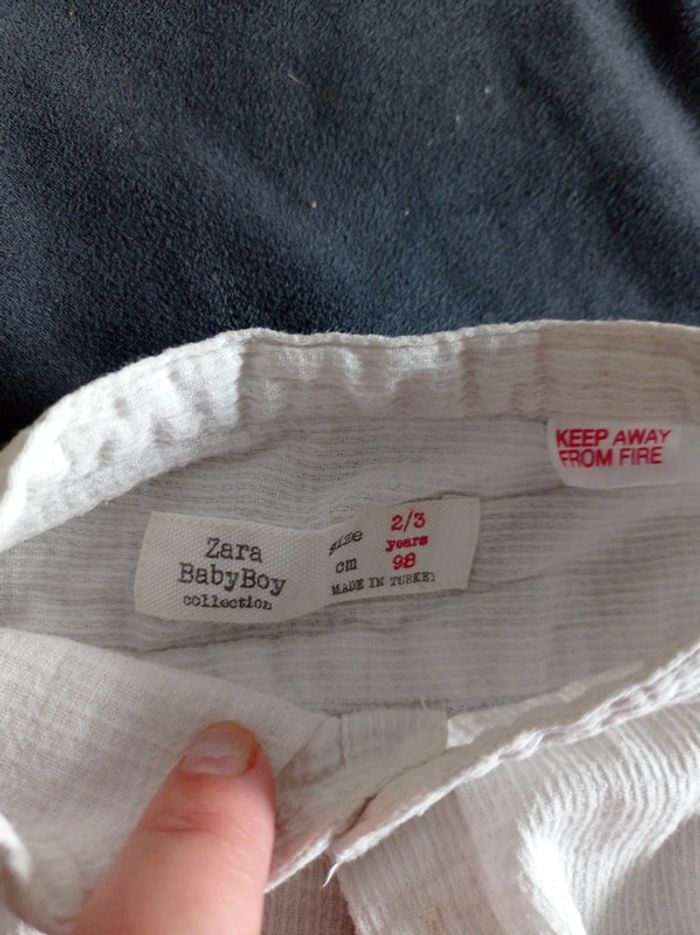 KEEP AWAY
FROM FIRE
Zara
BabyBoy
collection
size 2/3
years
cm 98
MADE IN TURKEY